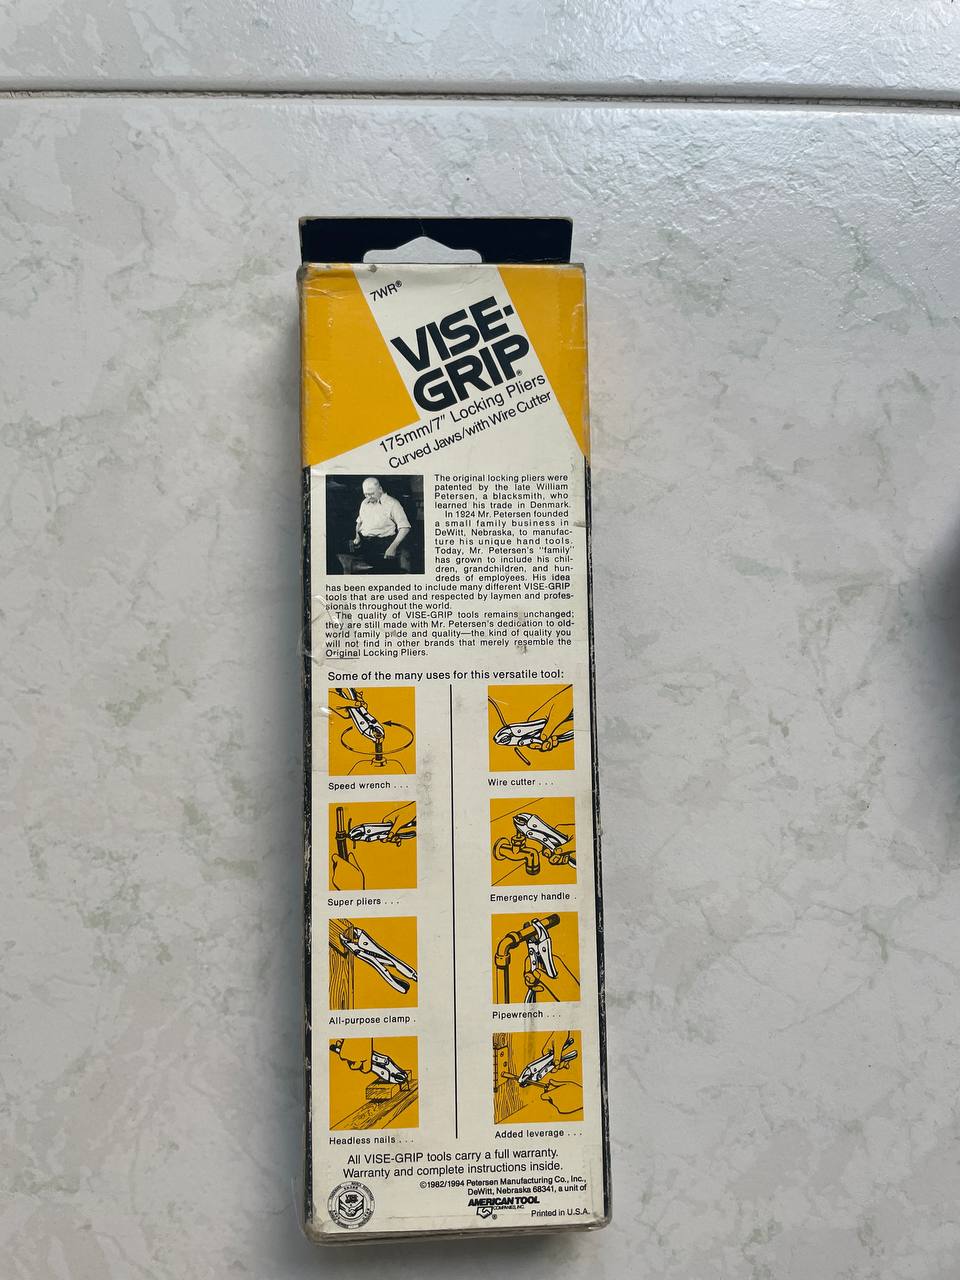 7WR®
VISE-
GRIP®
175mm/7" Locking Pliers
Curved Jaws/with Wire Cutter
The original locking pliers were
patented by the late William
Petersen, a blacksmith, who
learned his trade in Denmark.
In 1924 Mr. Petersen founded
a small family business in
DeWitt, Nebraska, to manufac-
ture his unique hand tools.
Today, Mr. Petersen's "family"
has grown to include his chil-
dren, grandchildren, and hun-
dreds of employees. His idea
has been expanded to include many different VISE-GRIP
tools that are used and respected by laymen and profes-
sionals throughout the world.
The quality of VISE-GRIP tools remains unchanged;
they are still made with Mr. Petersen's dedication to old-
world family pride and quality—the kind of quality you
will not find in other brands that merely resemble the
Original Locking Pliers.
Some of the many uses for this versatile tool:
Speed wrench . . .
Wire cutter . . .
Super pliers . . .
Emergency handle .
All-purpose clamp .
Pipewrench . . .
Headless nails . . .
Added leverage . . .
All VISE-GRIP tools carry a full warranty.
Warranty and complete instructions inside.
©1982/1994 Petersen Manufacturing Co., Inc.,
DeWitt, Nebraska 68341, a unit of
AMERICAN TOOL
COMPANIES, INC.
®
Printed in U.S.A.